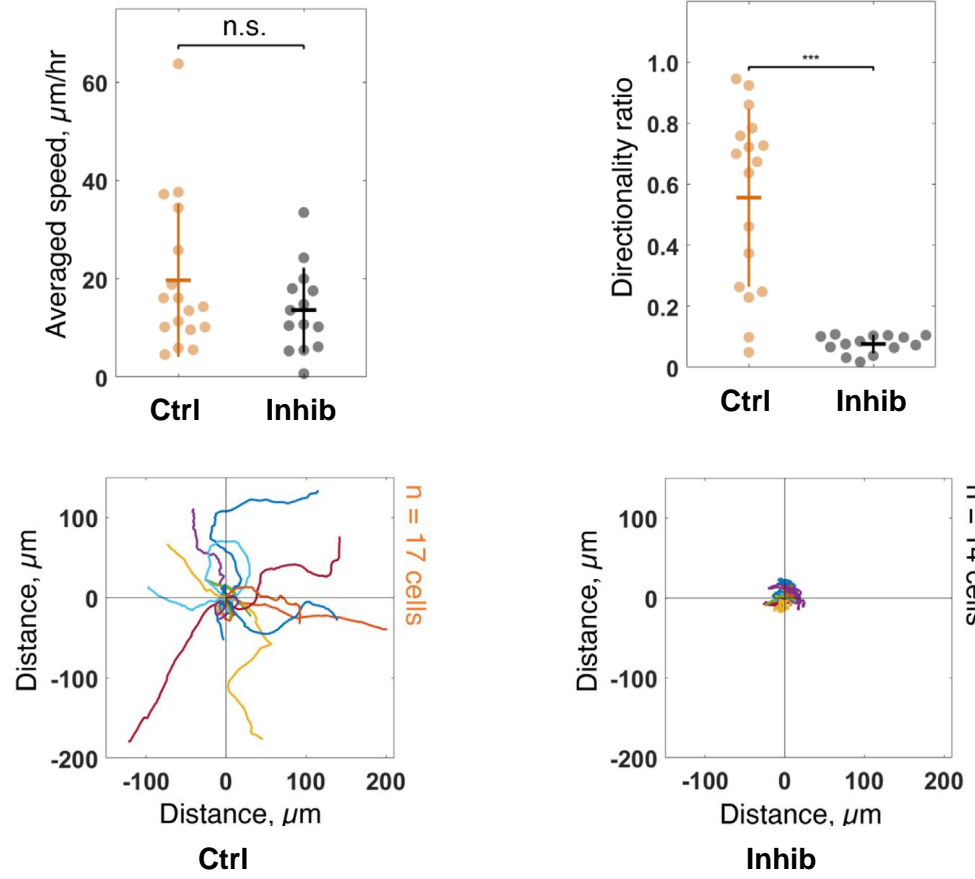 n.s.
Averaged speed, µm/hr
60
40
20
0
Ctrl
Inhib
***
Directionality ratio
1.0
0.8
0.6
0.4
0.2
0
Ctrl
Inhib
n = 17 cells
Distance, µm
100
0
-100
-200
-100
0
100
200
Distance, µm
Ctrl
n = 14 cells
Distance, µm
100
0
-100
-200
-100
0
100
200
Distance, µm
Inhib